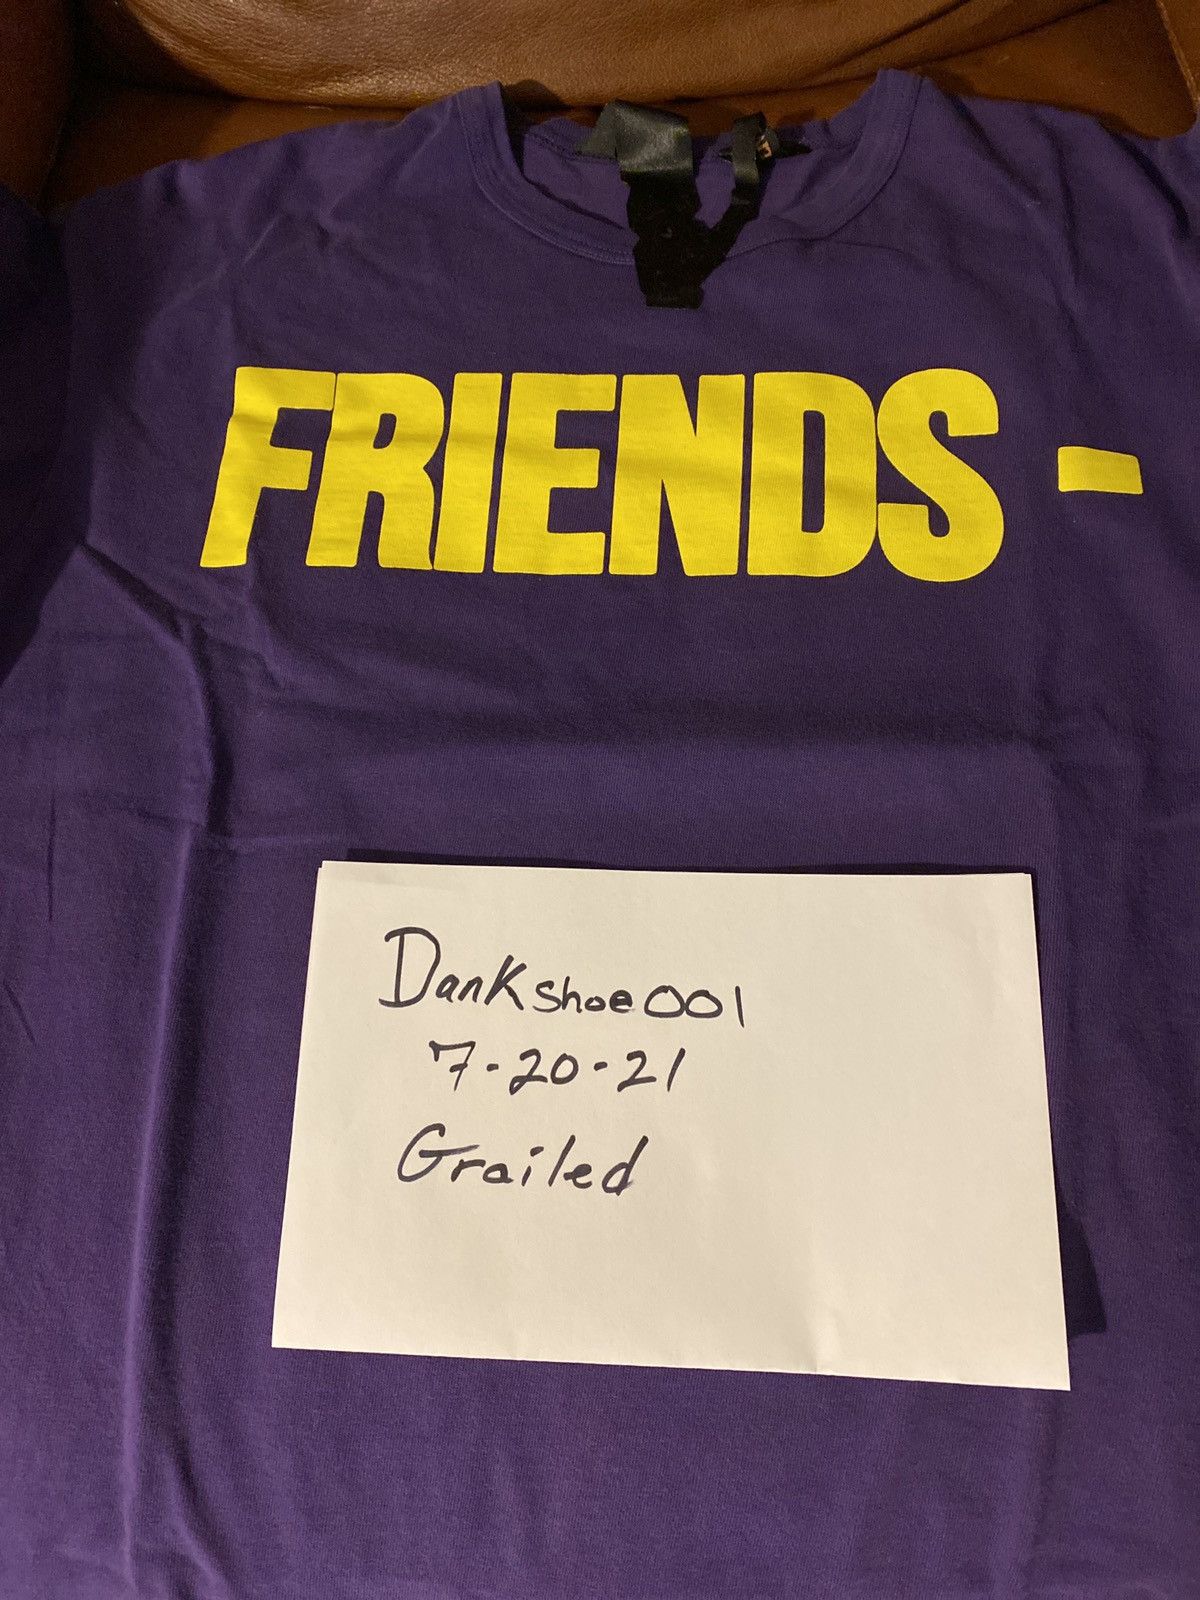 FRIENDS -
Dankshoe001
7-20-21
Grailed